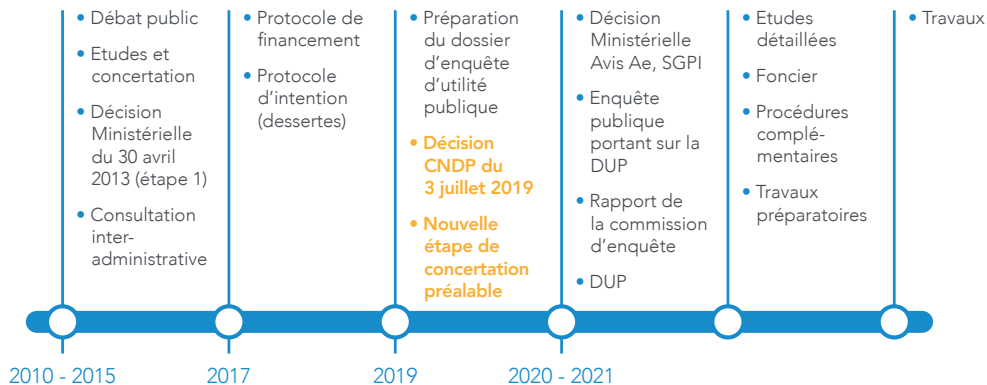 • Débat public
• Etudes et
concertation
• Décision
Ministérielle
du 30 avril
2013 (étape 1)
• Consultation
inter-
administrative
• Protocole de
financement
• Protocole
d'intention
(dessertes)
• Préparation
du dossier
d'enquête
d'utilité
publique
• Décision
CNDP du
3 juillet 2019
• Nouvelle
étape de
concertation
préalable
• Décision
Ministérielle
Avis Ae, SGPI
• Enquête
publique
portant sur la
DUP
• Rapport de
la commission
d'enquête
• DUP
• Etudes
détaillées
• Foncier
• Procédures
complé-
mentaires
• Travaux
préparatoires
• Travaux
2010 - 2015
2017
2019
2020 - 2021